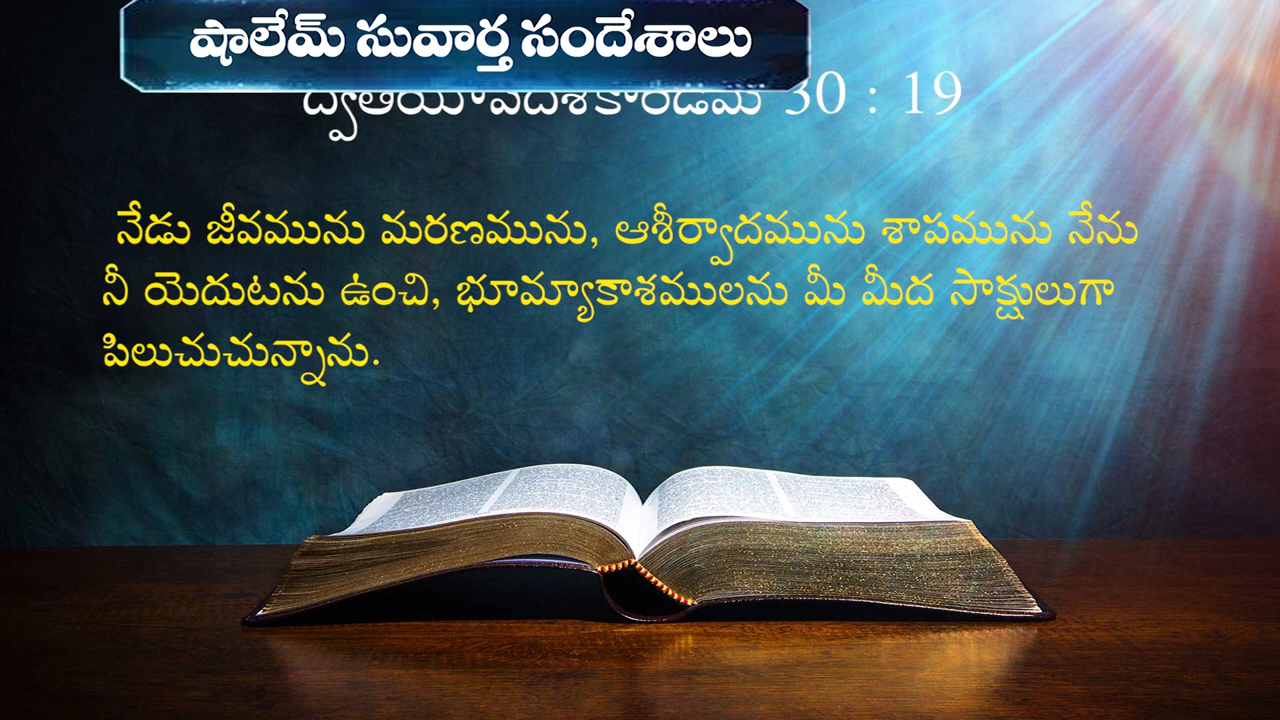 షాలేమ్ సువార్త సందేశాలు
ద్వితీయోపదేశకాండమ 30 : 19
నేడు జీవమును మరణమును, ఆశీర్వాదమును శాపమును నేను
నీ యెదుటను ఉంచి, భూమ్యాకాశములను మీ మీద సాక్షులుగా
పిలుచుచున్నాను.